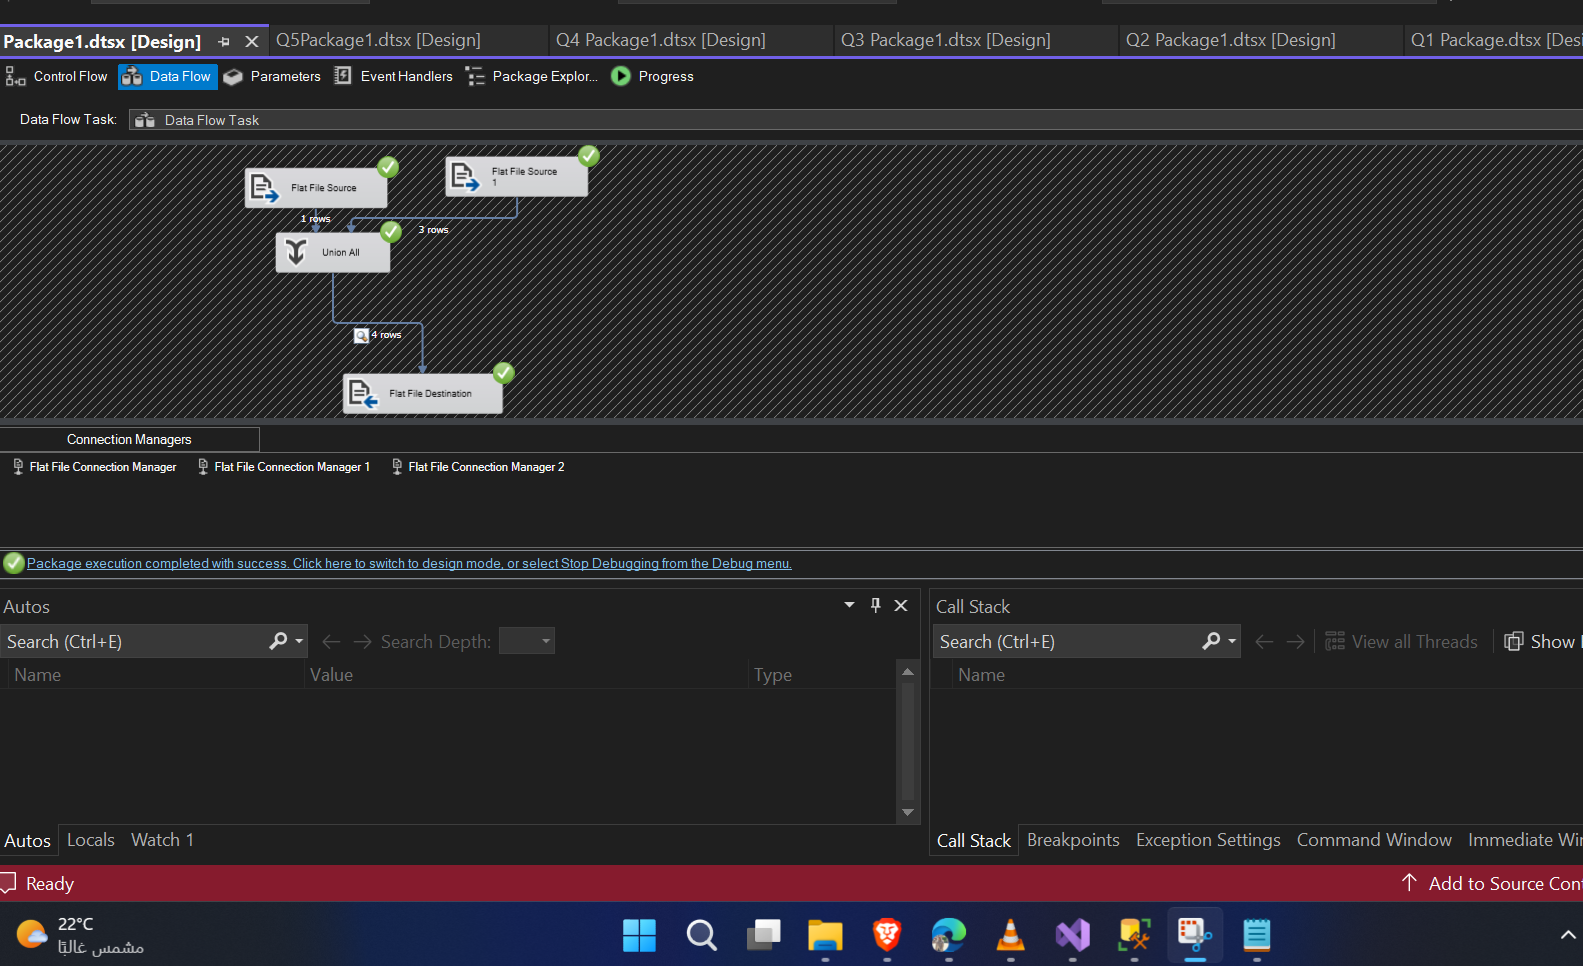 Package1.dtsx [Design]
Q5Package1.dtsx [Design]
Q4 Package1.dtsx [Design]
Q3 Package1.dtsx [Design]
Q2 Package1.dtsx [Design]
Q1 Package.dtsx [Desi
Control Flow
Data Flow
Parameters
Event Handlers
Package Explor...
Progress
Data Flow Task:
Data Flow Task
Flat File Source
Flat File Source
1
1 rows
3 rows
Union All
4 rows
Flat File Destination
Connection Managers
Flat File Connection Manager
Flat File Connection Manager 1
Flat File Connection Manager 2
Package execution completed with success. Click here to switch to design mode, or select Stop Debugging from the Debug menu.
Autos
Search (Ctrl+E)
Search Depth:
Name
Value
Type
Autos
Locals
Watch 1
Call Stack
Search (Ctrl+E)
View all Threads
Show
Name
Call Stack
Breakpoints
Exception Settings
Command Window
Immediate Wi
Ready
Add to Source Con
22°C
مشمس غالبًا